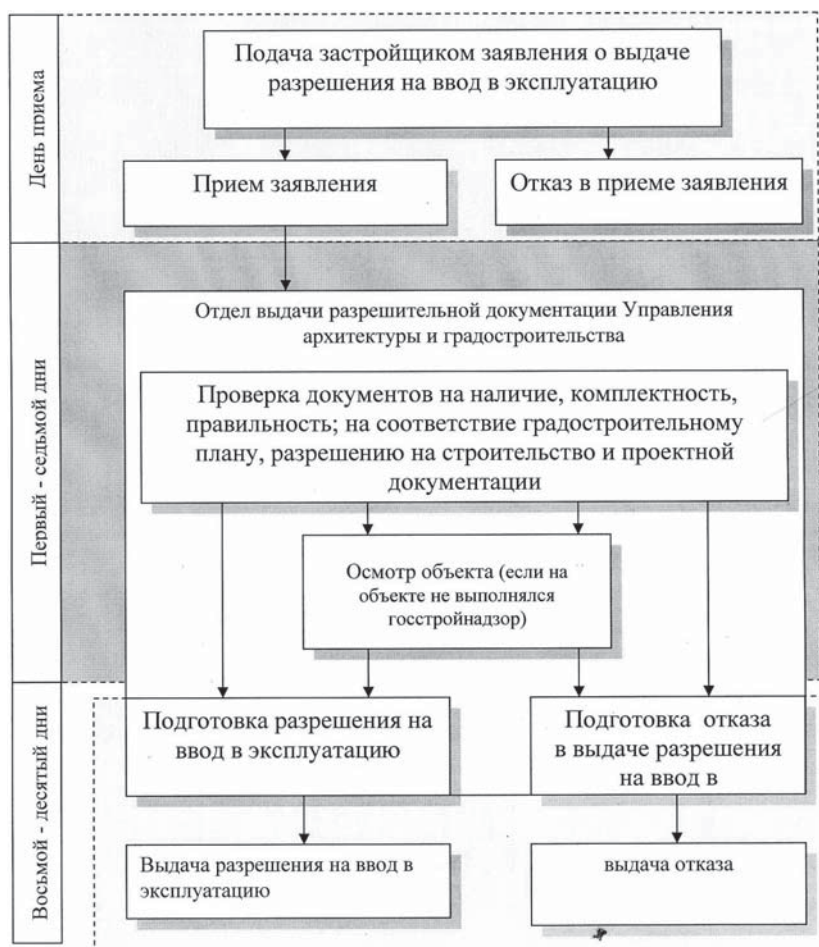 День приема
Подача застройщиком заявления о выдаче
разрешения на ввод в эксплуатацию
Прием заявления
Отказ в приеме заявления
Первый - седьмой дни
Отдел выдачи разрешительной документации Управления
архитектуры и градостроительства
Проверка документов на наличие, комплектность,
правильность; на соответствие градостроительному
плану, разрешению на строительство и проектной
документации
Осмотр объекта (если на
объекте не выполнялся
госстройнадзор)
Восьмой - десятый дни
Подготовка разрешения на
ввод в эксплуатацию
Подготовка отказа
в выдаче разрешения
на ввод в
Выдача разрешения на ввод в
эксплуатацию
выдача отказа